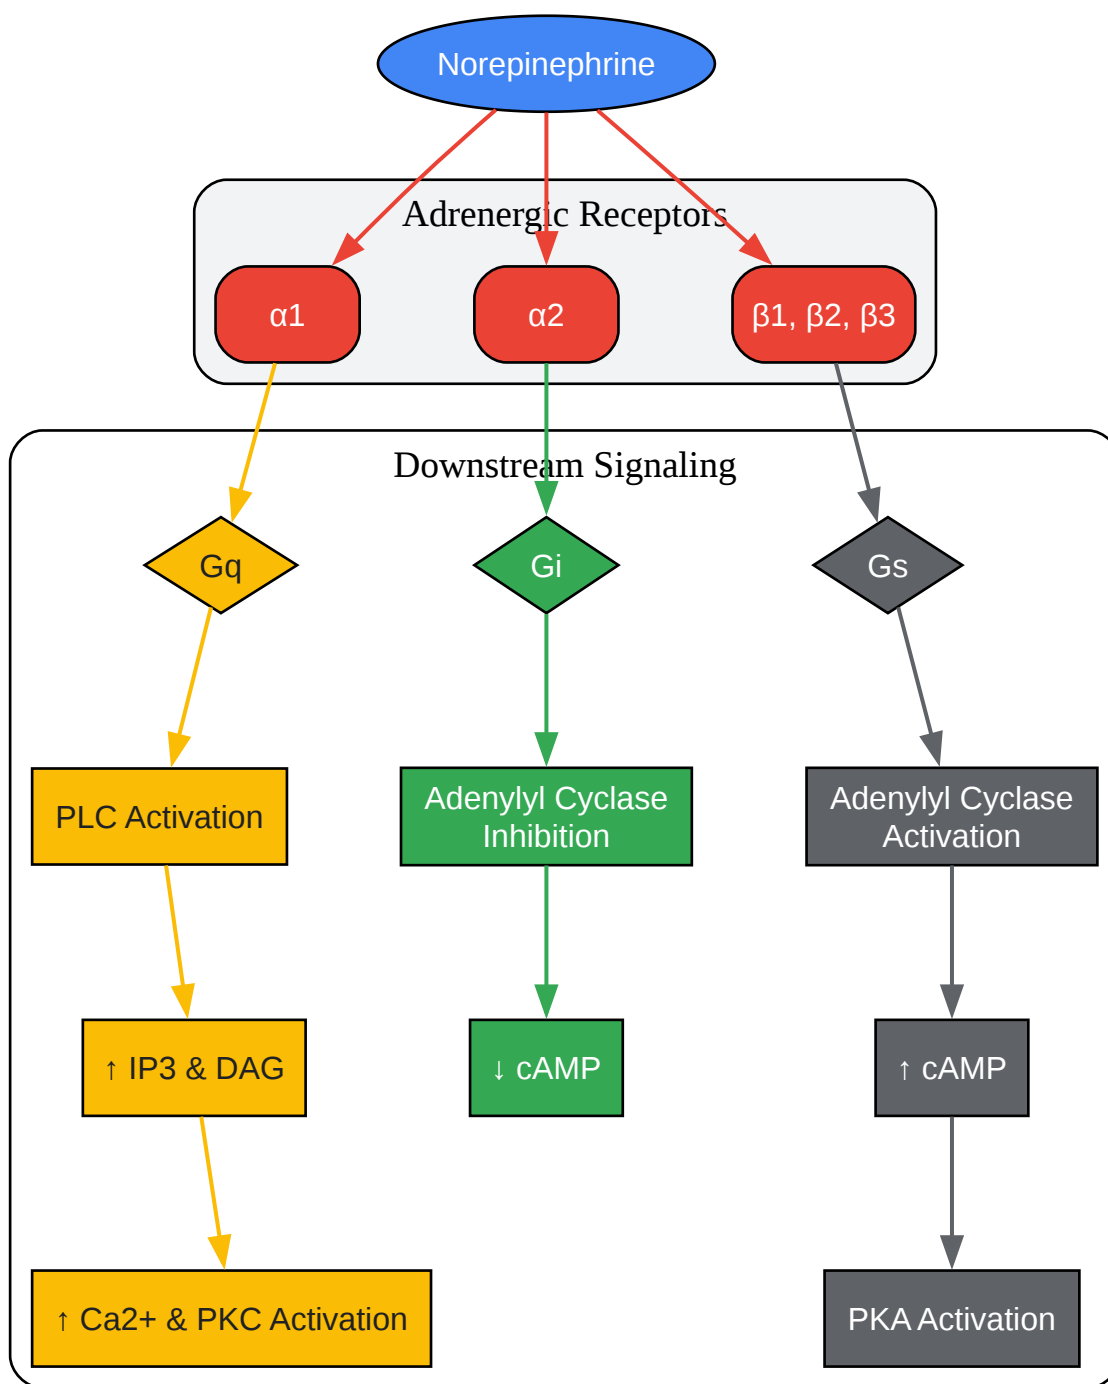 Norepinephrine
Adrenergic Receptors
α1
α2
β1, β2, β3
Downstream Signaling
Gq
Gi
Gs
PLC Activation
Adenylyl Cyclase
Inhibition
Adenylyl Cyclase
Activation
↑ IP3 & DAG
↓ cAMP
↑ cAMP
↑ Ca2+ & PKC Activation
PKA Activation